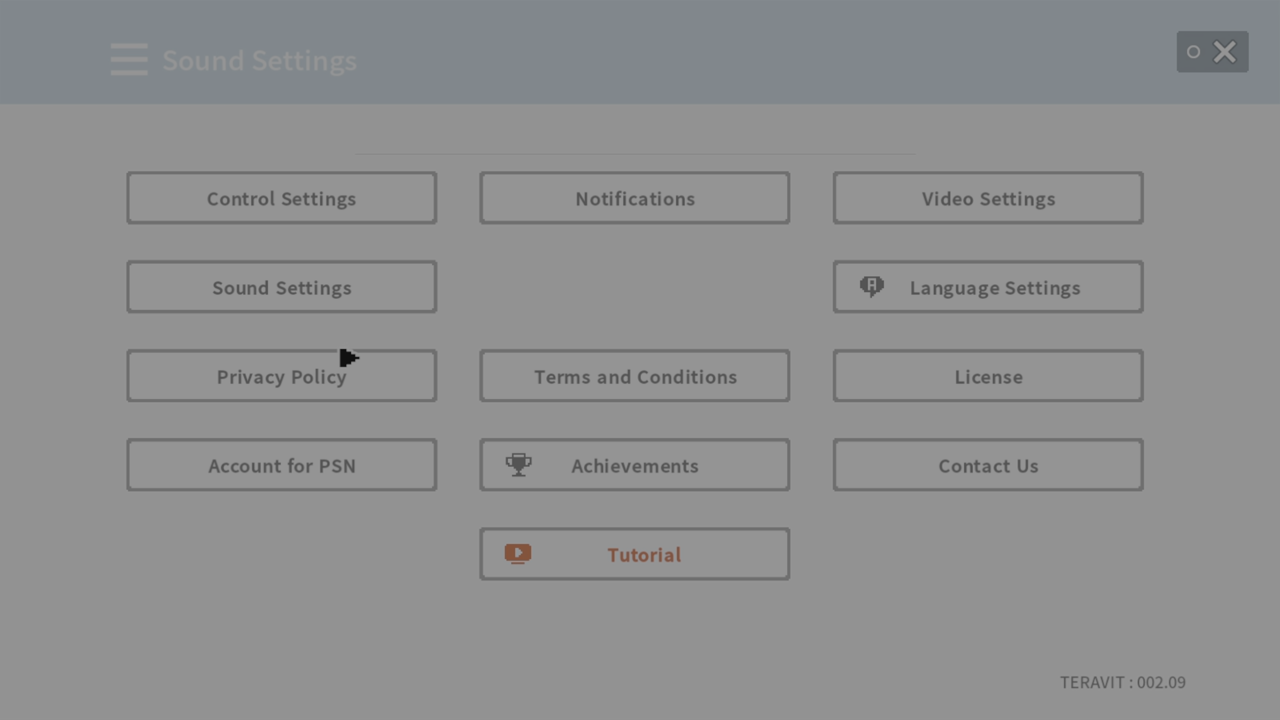 Sound Settings
Control Settings
Notifications
Video Settings
Sound Settings
Language Settings
Privacy Policy
Terms and Conditions
License
Account for PSN
Achievements
Contact Us
Tutorial
TERAVIT : 002.09